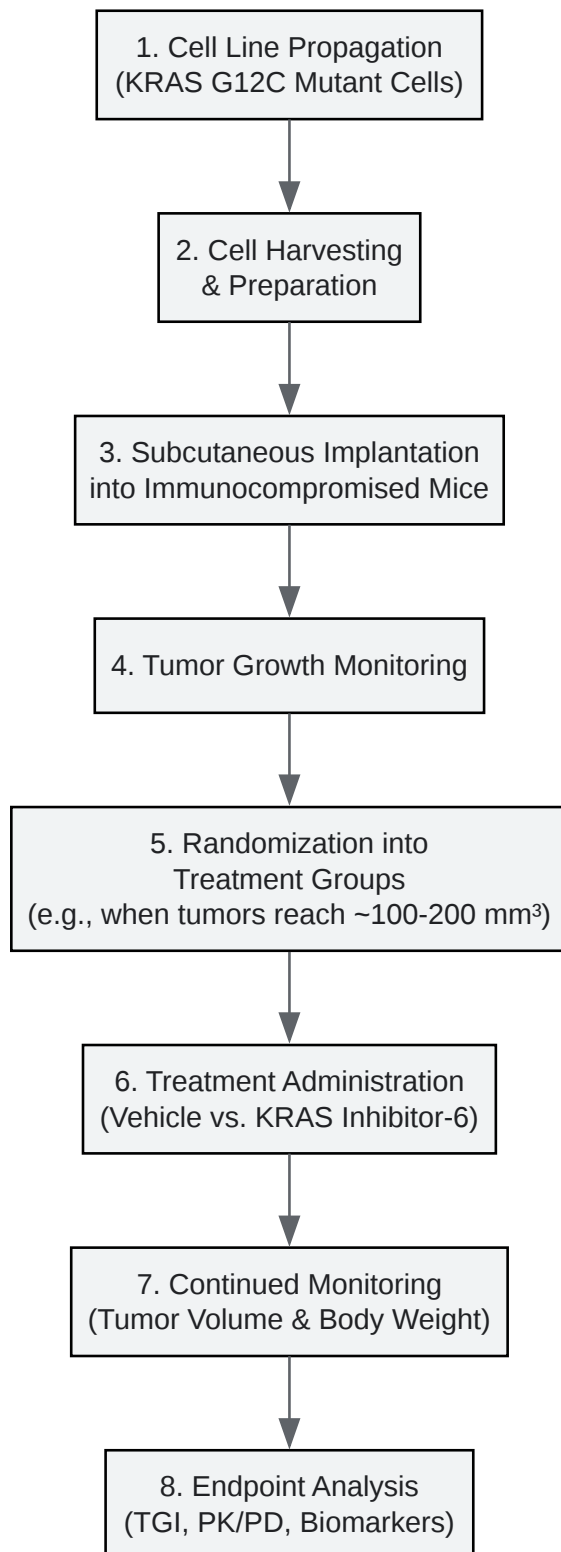 1. Cell Line Propagation
(KRAS G12C Mutant Cells)
2. Cell Harvesting
& Preparation
3. Subcutaneous Implantation
into Immunocompromised Mice
4. Tumor Growth Monitoring
5. Randomization into
Treatment Groups
(e.g., when tumors reach ~100-200 mm³)
6. Treatment Administration
(Vehicle vs. KRAS Inhibitor-6)
7. Continued Monitoring
(Tumor Volume & Body Weight)
8. Endpoint Analysis
(TGI, PK/PD, Biomarkers)